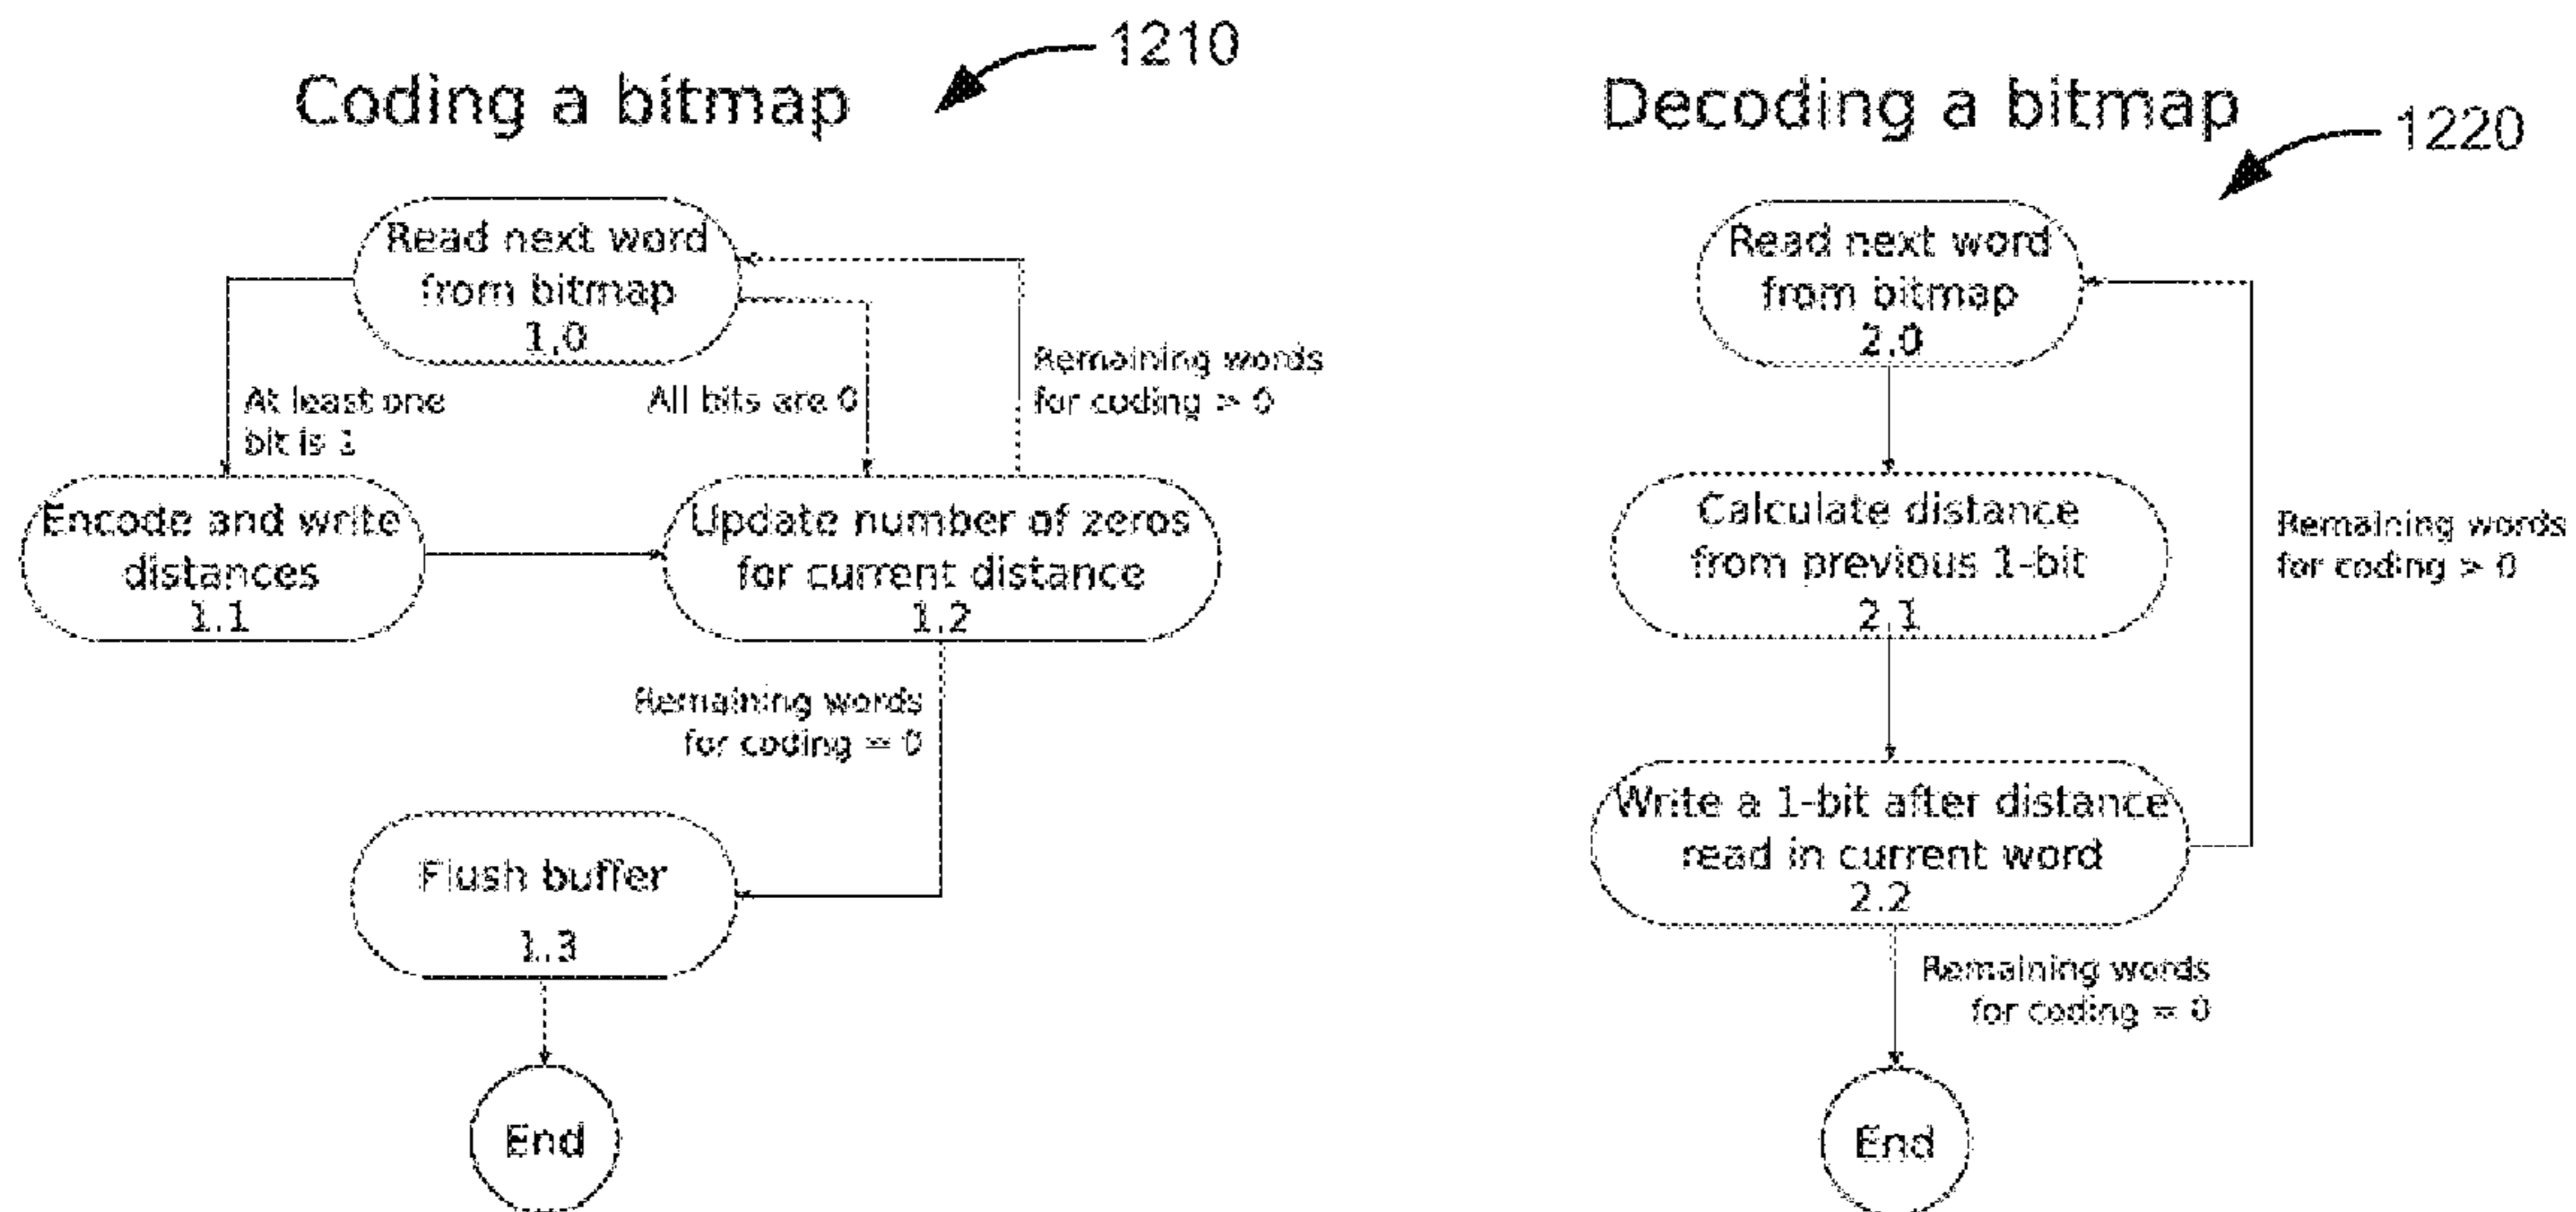 Coding a bitmap
1210
Read next word
from bitmap
1.0
At least one
bit is 1
All bits are 0
Remaining words
for coding > 0
Encode and write
distances
1.1
Update number of zeros
for current distance
1.2
Remaining words
for coding = 0
Flush buffer
1.3
End
Decoding a bitmap
1220
Read next word
from bitmap
2.0
Calculate distance
from previous 1-bit
2.1
Remaining words
for coding > 0
Write a 1-bit after distance
read in current word
2.2
Remaining words
for coding = 0
End